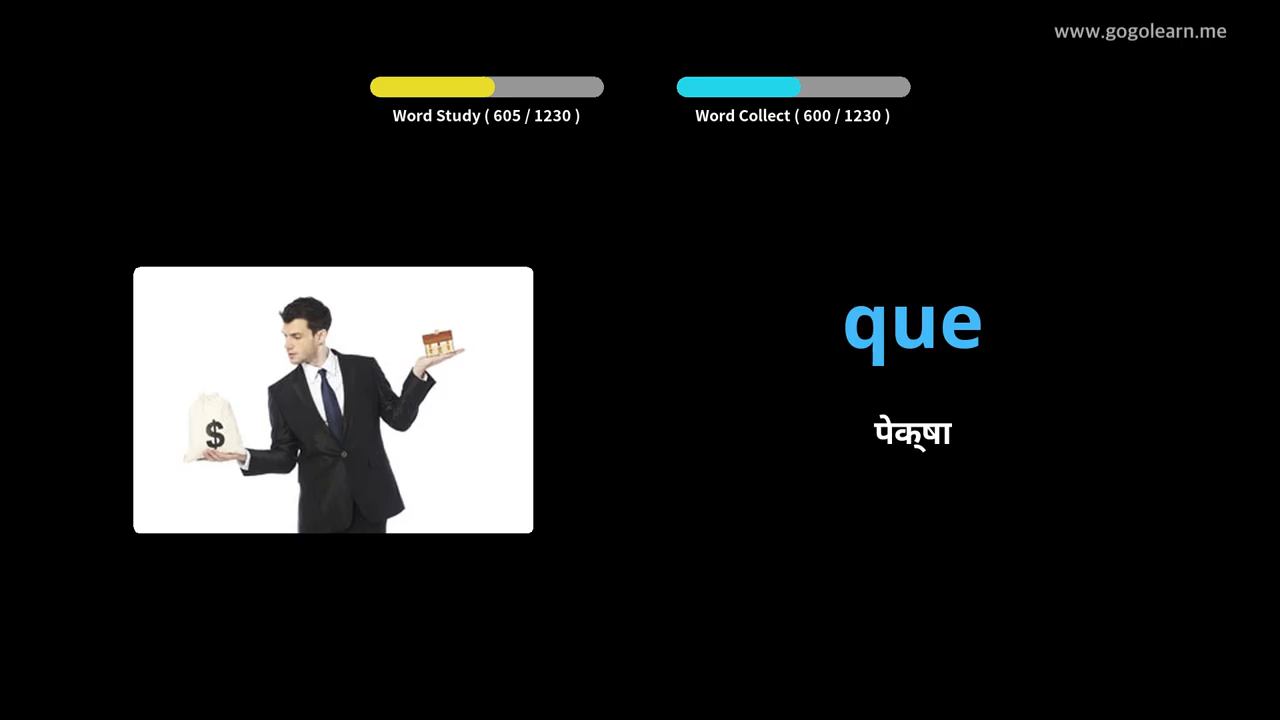 www.gogolearn.me
Word Study ( 605 / 1230 )
Word Collect ( 600 / 1230 )
que
पेक्‌षा
$